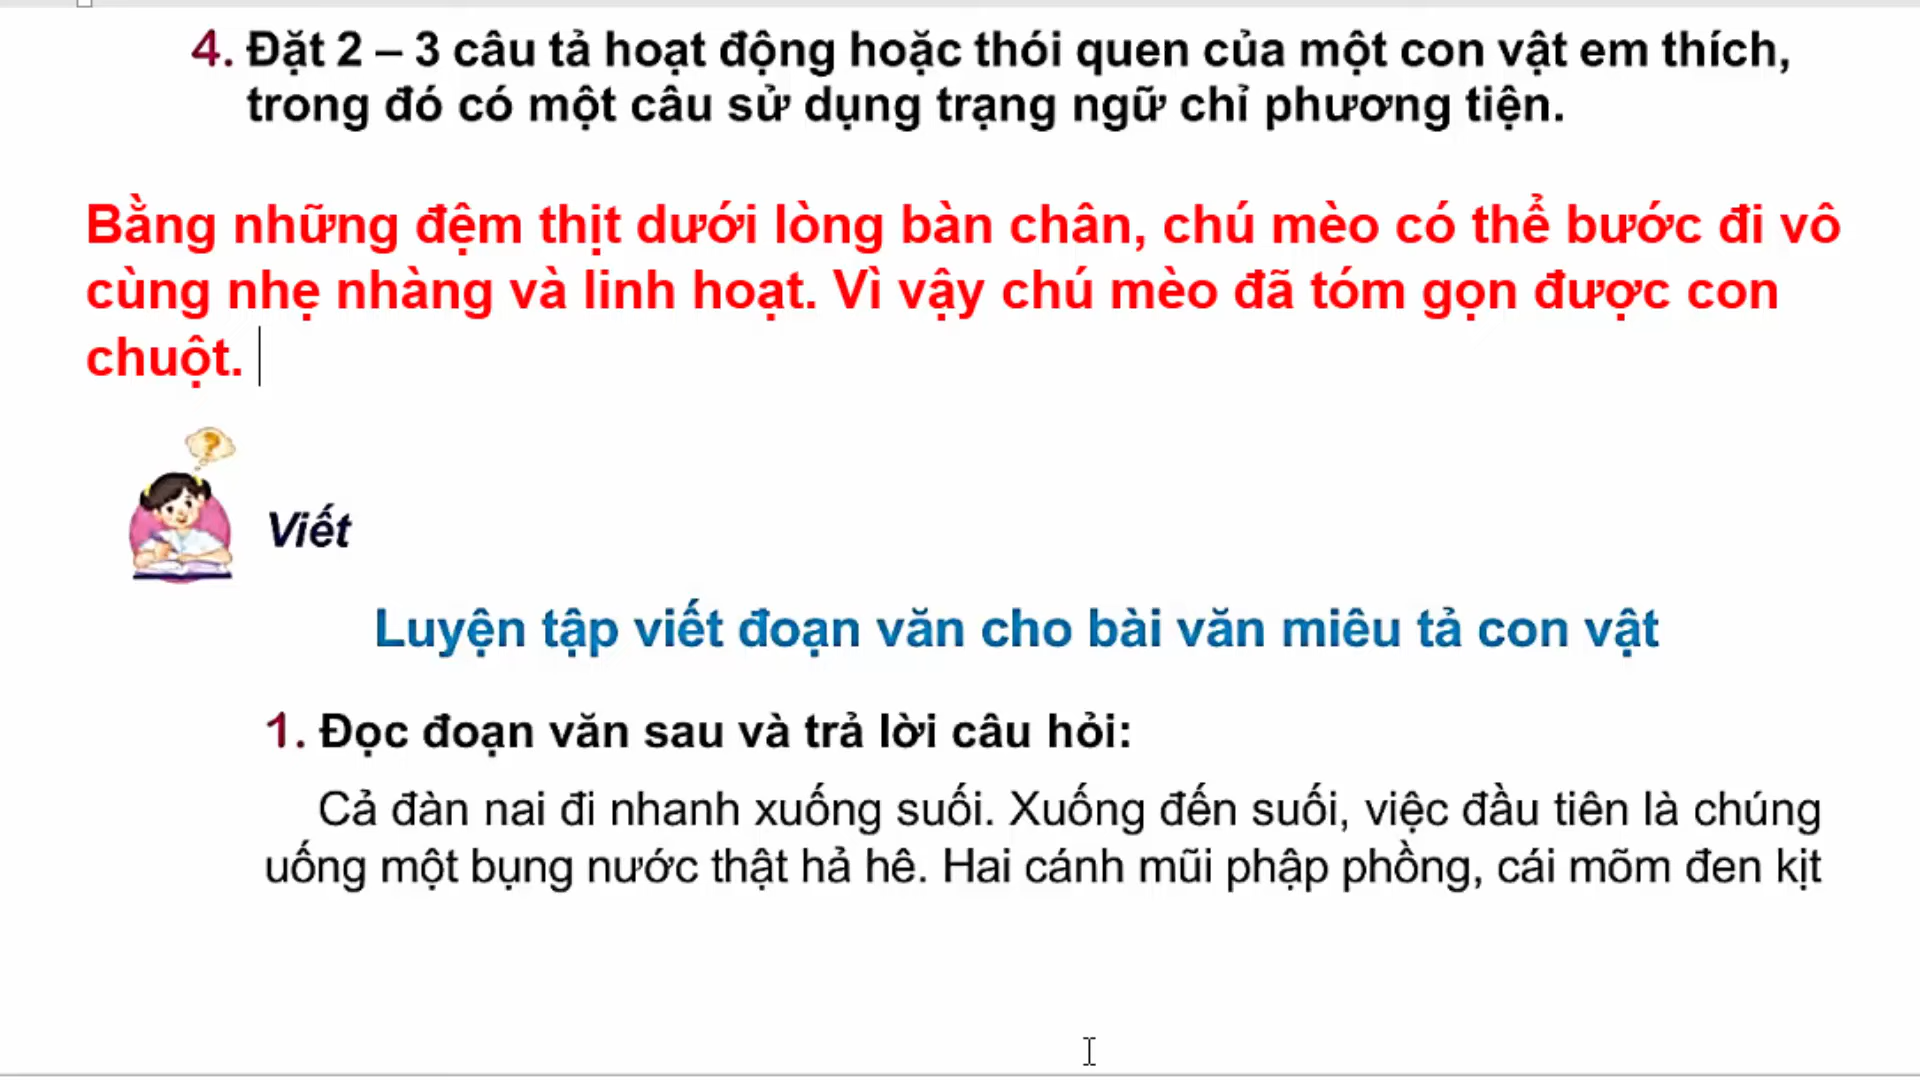 4. Đặt 2 – 3 câu tả hoạt động hoặc thói quen của một con vật em thích,
trong đó có một câu sử dụng trạng ngữ chỉ phương tiện.
Bằng những đệm thịt dưới lòng bàn chân, chú mèo có thể bước đi vô
cùng nhẹ nhàng và linh hoạt. Vì vậy chú mèo đã tóm gọn được con
chuột.
?
Viết
Luyện tập viết đoạn văn cho bài văn miêu tả con vật
1. Đọc đoạn văn sau và trả lời câu hỏi:
Cả đàn nai đi nhanh xuống suối. Xuống đến suối, việc đầu tiên là chúng
uống một bụng nước thật hả hê. Hai cánh mũi phập phồng, cái mõm đen kịt